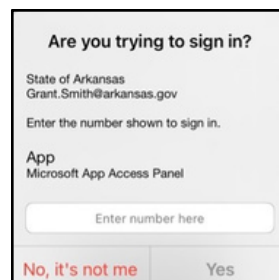 Are you trying to sign in?
State of Arkansas
Grant.Smith@arkansas.gov
Enter the number shown to sign in.
App
Microsoft App Access Panel
Enter number here
No, it's not me
Yes